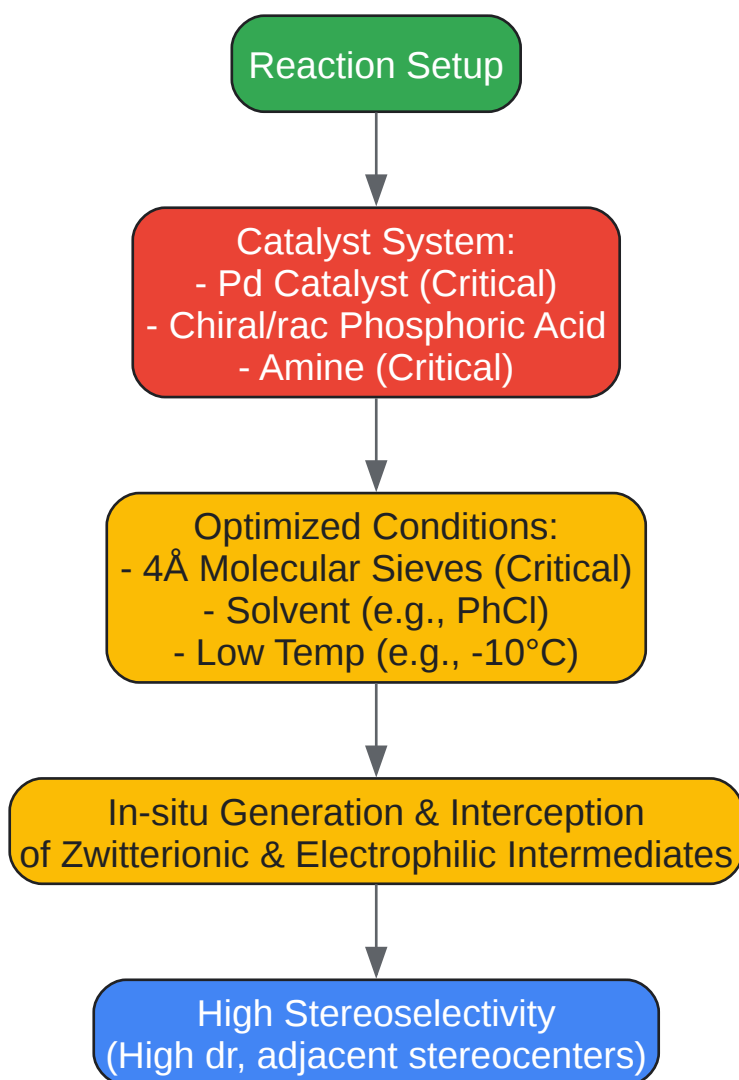 Reaction Setup
Catalyst System:
- Pd Catalyst (Critical)
- Chiral/rac Phosphoric Acid
- Amine (Critical)
Optimized Conditions:
- 4Å Molecular Sieves (Critical)
- Solvent (e.g., PhCl)
- Low Temp (e.g., -10°C)
In-situ Generation & Interception
of Zwitterionic & Electrophilic Intermediates
High Stereoselectivity
(High dr, adjacent stereocenters)